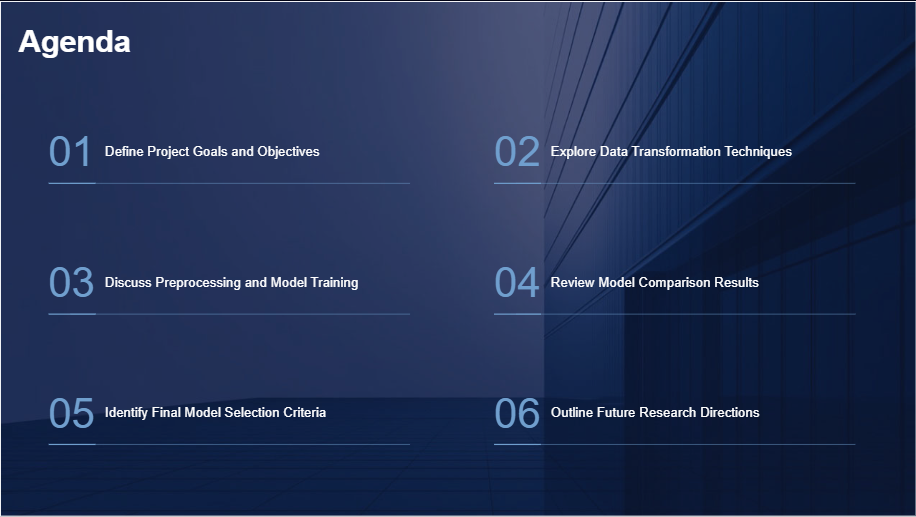 Agenda
01 Define Project Goals and Objectives
02 Explore Data Transformation Techniques
03 Discuss Preprocessing and Model Training
04 Review Model Comparison Results
05 Identify Final Model Selection Criteria
06 Outline Future Research Directions